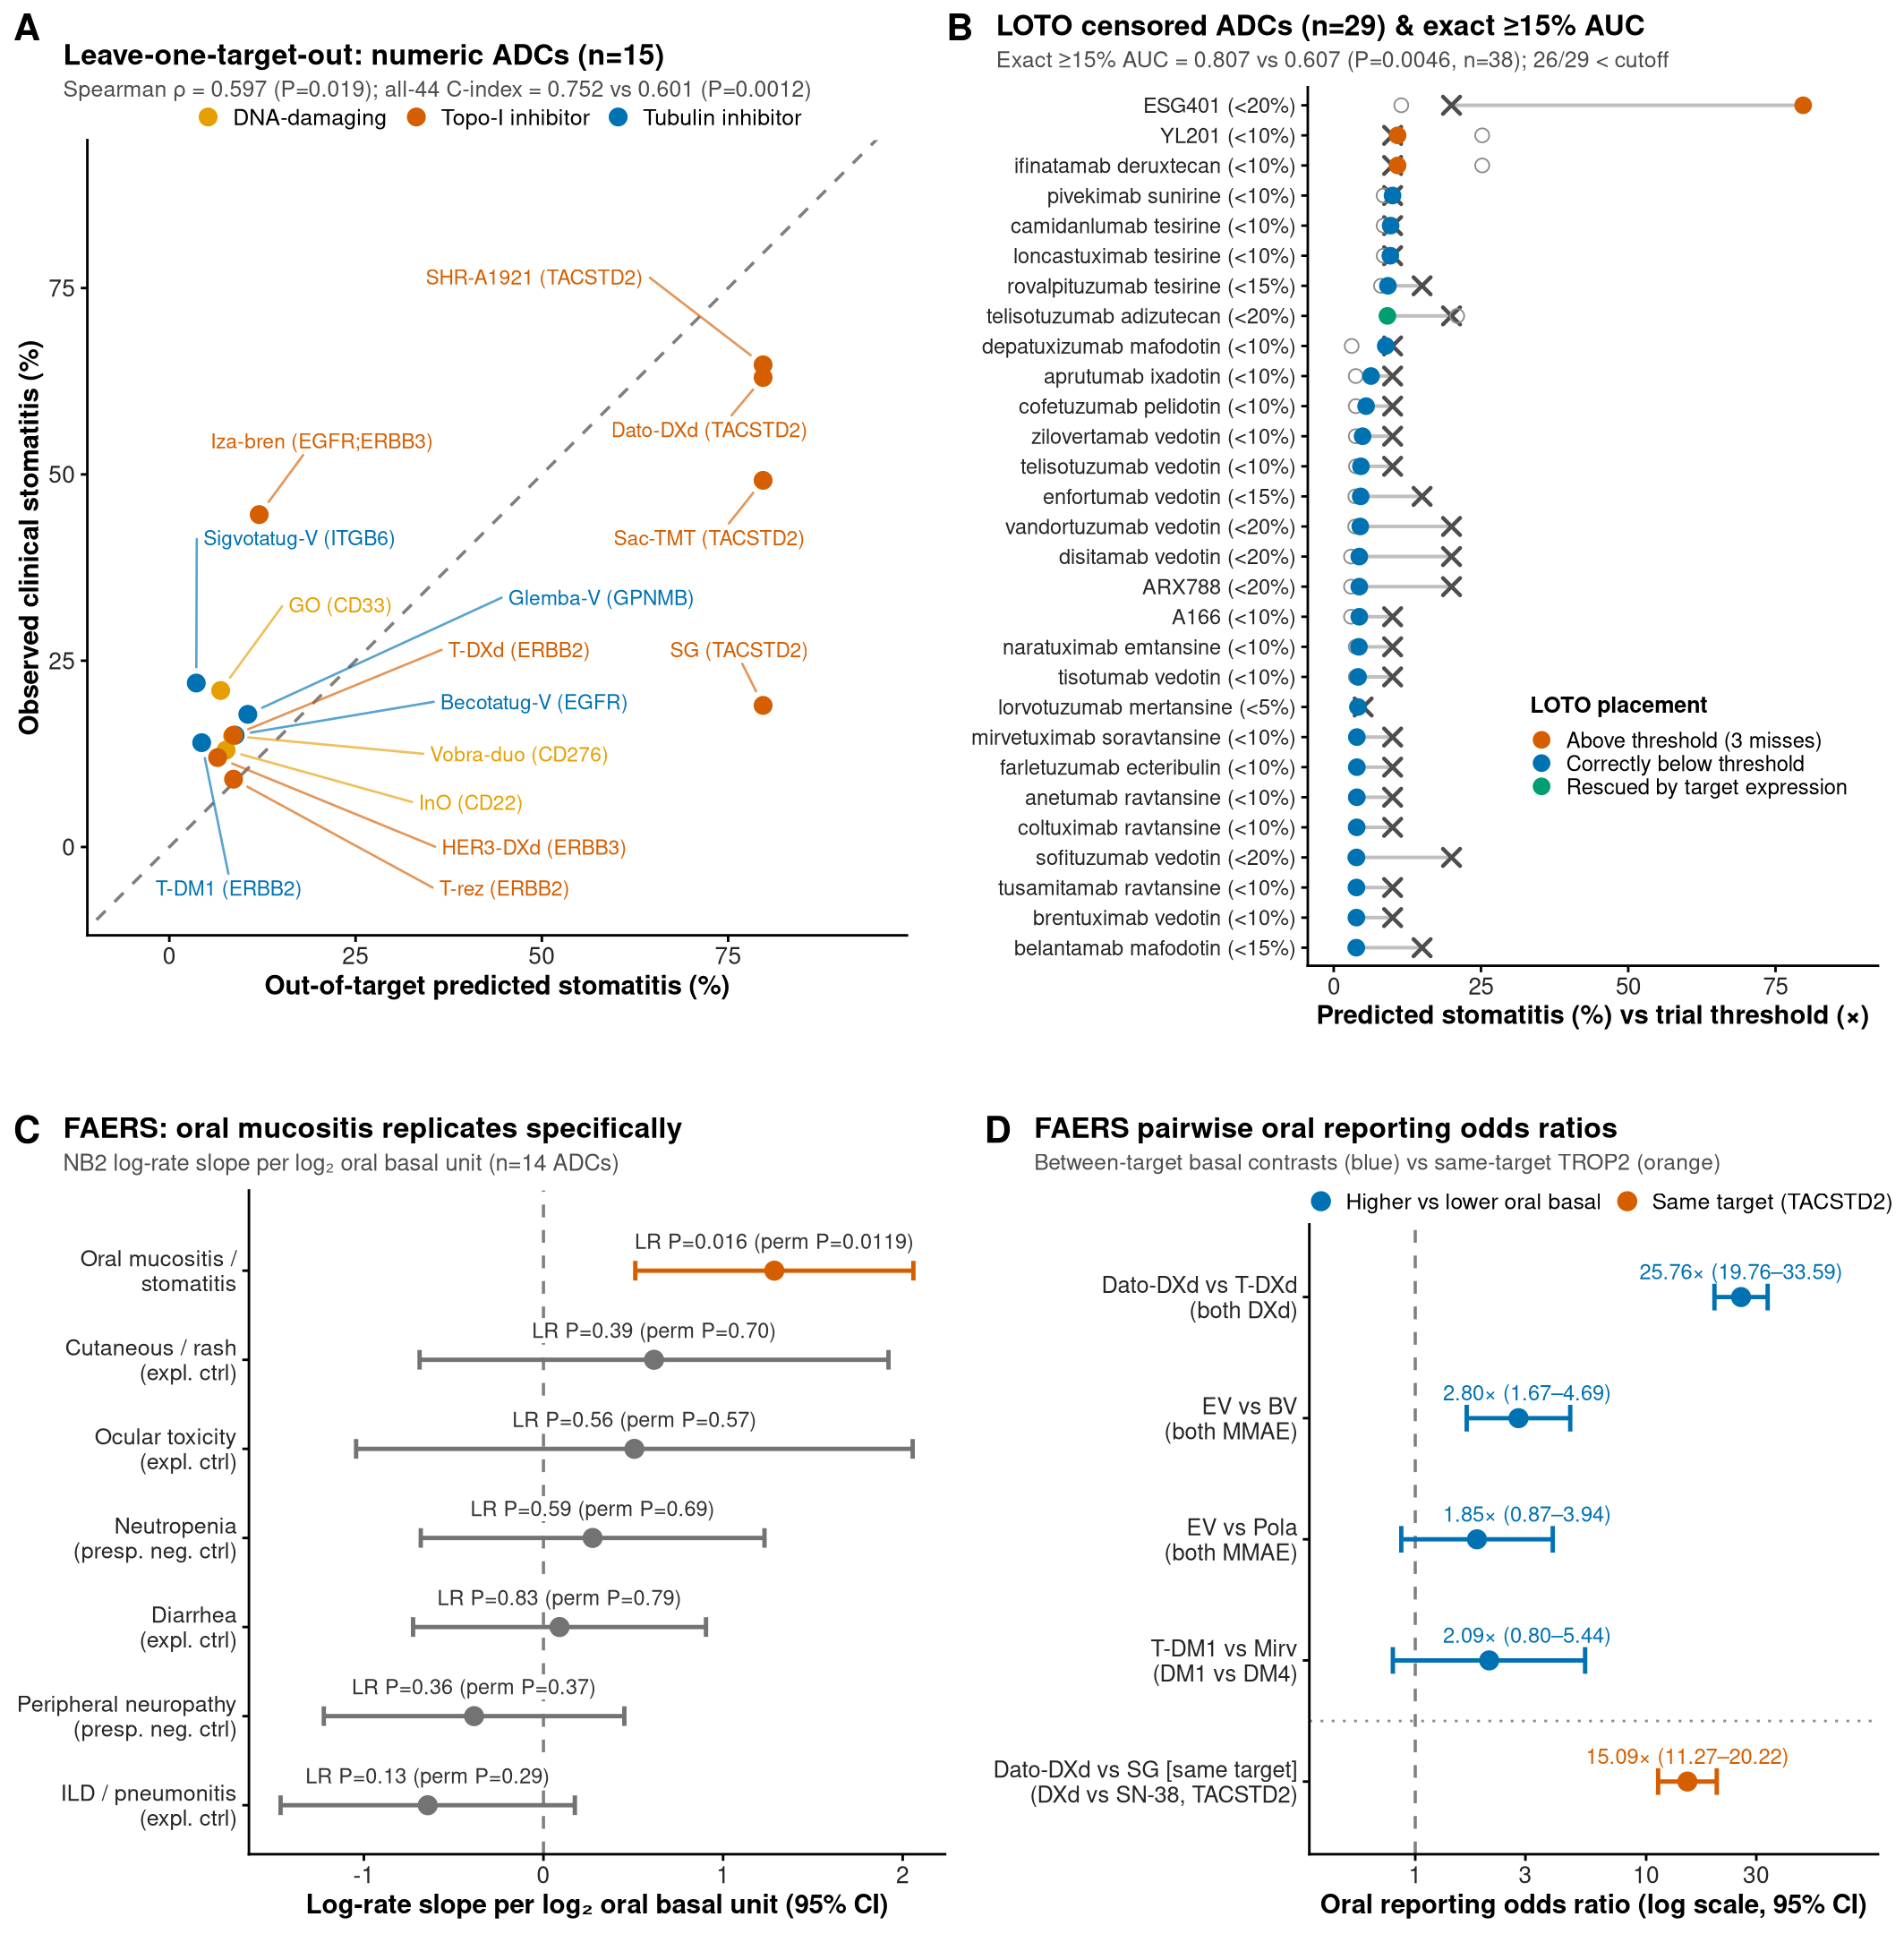 A
Leave-one-target-out: numeric ADCs (n=15)
Spearman ρ = 0.597 (P=0.019); all-44 C-index = 0.752 vs 0.601 (P=0.0012)
DNA-damaging
Topo-I inhibitor
Tubulin inhibitor
Observed clinical stomatitis (%)
75
50
25
0
SHR-A1921 (TACSTD2)
Dato-DXd (TACSTD2)
Iza-bren (EGFR;ERBB3)
Sigvotatug-V (ITGB6)
Sac-TMT (TACSTD2)
GO (CD33)
Glemba-V (GPNMB)
T-DXd (ERBB2)
SG (TACSTD2)
Becotatug-V (EGFR)
Vobra-duo (CD276)
InO (CD22)
HER3-DXd (ERBB3)
T-DM1 (ERBB2)
T-rez (ERBB2)
0
25
50
75
Out-of-target predicted stomatitis (%)
B
LOTO censored ADCs (n=29) & exact ≥15% AUC
Exact ≥15% AUC = 0.807 vs 0.607 (P=0.0046, n=38); 26/29 < cutoff
ESG401 (<20%)
YL201 (<10%)
ifinatamab deruxtecan (<10%)
pivekimab sunirine (<10%)
camidanlumab tesirine (<10%)
loncastuximab tesirine (<10%)
rovalpituzumab tesirine (<15%)
telisotuzumab adizutecan (<20%)
depatuxizumab mafodotin (<10%)
aprutumab ixadotin (<10%)
cofetuzumab pelidotin (<10%)
zilovertamab vedotin (<10%)
telisotuzumab vedotin (<10%)
enfortumab vedotin (<15%)
vandortuzumab vedotin (<20%)
disitamab vedotin (<20%)
ARX788 (<20%)
A166 (<10%)
naratuximab emtansine (<10%)
tisotumab vedotin (<10%)
lorvotuzumab mertansine (<5%)
mirvetuximab soravtansine (<10%)
farletuzumab ecteribulin (<10%)
anetumab ravtansine (<10%)
coltuximab ravtansine (<10%)
sofituzumab vedotin (<20%)
tusamitamab ravtansine (<10%)
brentuximab vedotin (<10%)
belantamab mafodotin (<15%)
LOTO placement
Above threshold (3 misses)
Correctly below threshold
Rescued by target expression
0
25
50
75
Predicted stomatitis (%) vs trial threshold (×)
C
FAERS: oral mucositis replicates specifically
NB2 log-rate slope per log₂ oral basal unit (n=14 ADCs)
Oral mucositis /
stomatitis
LR P=0.016 (perm P=0.0119)
Cutaneous / rash
(expl. ctrl)
LR P=0.39 (perm P=0.70)
Ocular toxicity
(expl. ctrl)
LR P=0.56 (perm P=0.57)
Neutropenia
(presp. neg. ctrl)
LR P=0.59 (perm P=0.69)
Diarrhea
(expl. ctrl)
LR P=0.83 (perm P=0.79)
Peripheral neuropathy
(presp. neg. ctrl)
LR P=0.36 (perm P=0.37)
ILD / pneumonitis
(expl. ctrl)
LR P=0.13 (perm P=0.29)
-1
0
1
2
Log-rate slope per log₂ oral basal unit (95% CI)
D
FAERS pairwise oral reporting odds ratios
Between-target basal contrasts (blue) vs same-target TROP2 (orange)
Higher vs lower oral basal
Same target (TACSTD2)
Dato-DXd vs T-DXd
(both DXd)
25.76× (19.76–33.59)
EV vs BV
(both MMAE)
2.80× (1.67–4.69)
EV vs Pola
(both MMAE)
1.85× (0.87–3.94)
T-DM1 vs Mirv
(DM1 vs DM4)
2.09× (0.80–5.44)
Dato-DXd vs SG [same target]
(DXd vs SN-38, TACSTD2)
15.09× (11.27–20.22)
1
3
10
30
Oral reporting odds ratio (log scale, 95% CI)